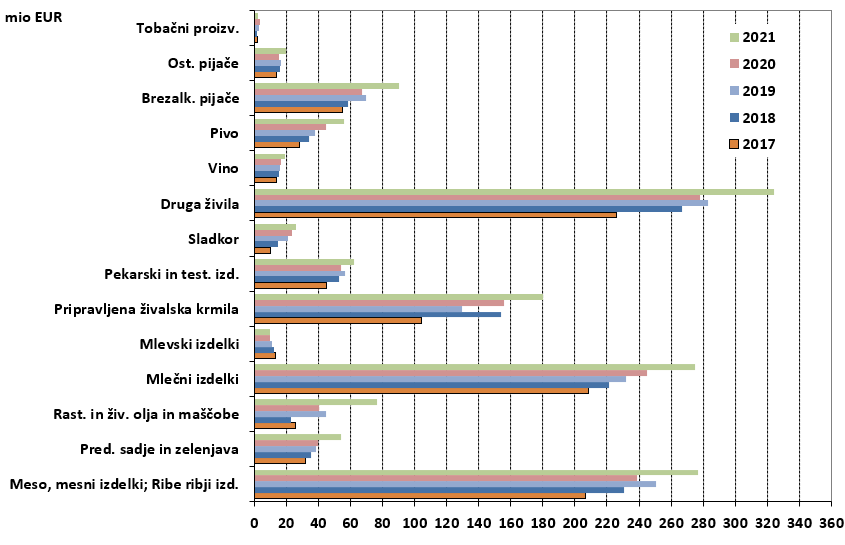 mio EUR
Tobačni proizv.
Ost. pijače
Brezalk. pijače
Pivo
Vino
Druga živila
Sladkor
Pekarski in test. izd.
Pripravljena živalska krmila
Mlevski izdelki
Mlečni izdelki
Rast. in živ. olja in maščobe
Pred. sadje in zelenjava
Meso, mesni izdelki; Ribe ribji izd.
2021
2020
2019
2018
2017
0 20 40 60 80 100 120 140 160 180 200 220 240 260 280 300 320 340 360